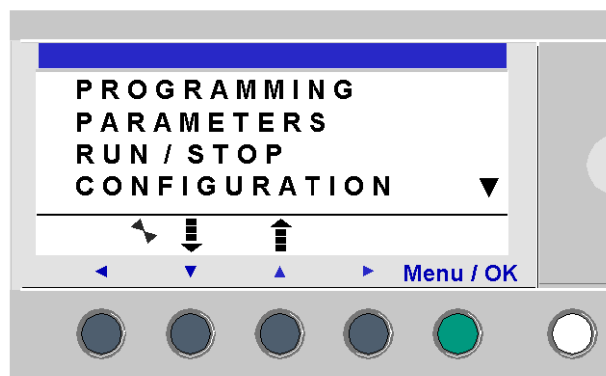 PROGRAMMING
PARAMETERS
RUN / STOP
CONFIGURATION
Menu / OK